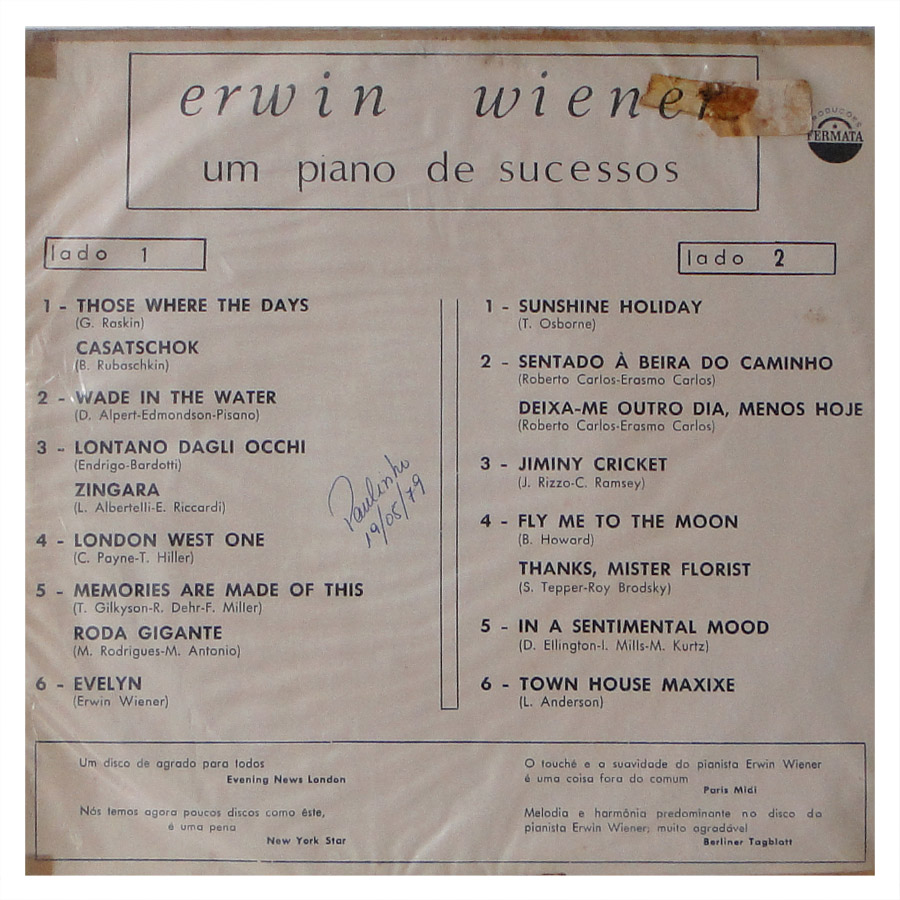 erwin wiener
um piano de sucessos
PRODUÇÕES
FERMATA
lado 1
1 - THOSE WHERE THE DAYS
(G. Raskin)
CASATSCHOK
(B. Rubaschkin)
2 - WADE IN THE WATER
(D. Alpert-Edmondson-Pisano)
3 - LONTANO DAGLI OCCHI
(Endrigo-Bardotti)
ZINGARA
(L. Albertelli-E. Riccardi)
4 - LONDON WEST ONE
(C. Payne-T. Hiller)
5 - MEMORIES ARE MADE OF THIS
(T. Gilkyson-R. Dehr-F. Miller)
RODA GIGANTE
(M. Rodrigues-M. Antonio)
6 - EVELYN
(Erwin Wiener)
Paulinho
19/05/79
lado 2
1 - SUNSHINE HOLIDAY
(T. Osborne)
2 - SENTADO À BEIRA DO CAMINHO
(Roberto Carlos-Erasmo Carlos)
DEIXA-ME OUTRO DIA, MENOS HOJE
(Roberto Carlos-Erasmo Carlos)
3 - JIMINY CRICKET
(J. Rizzo-C. Ramsey)
4 - FLY ME TO THE MOON
(B. Howard)
THANKS, MISTER FLORIST
(S. Tepper-Roy Brodsky)
5 - IN A SENTIMENTAL MOOD
(D. Ellington-I. Mills-M. Kurtz)
6 - TOWN HOUSE MAXIXE
(L. Anderson)
Um disco de agrado para todos
Evening News London
Nós temos agora poucos discos como êste,
é uma pena
New York Star
O touché e a suavidade do pianista Erwin Wiener
é uma coisa fora do comum
Paris Midi
Melodia e harmônia predominante no disco do
pianista Erwin Wiener; muito agradável
Berliner Tagblatt